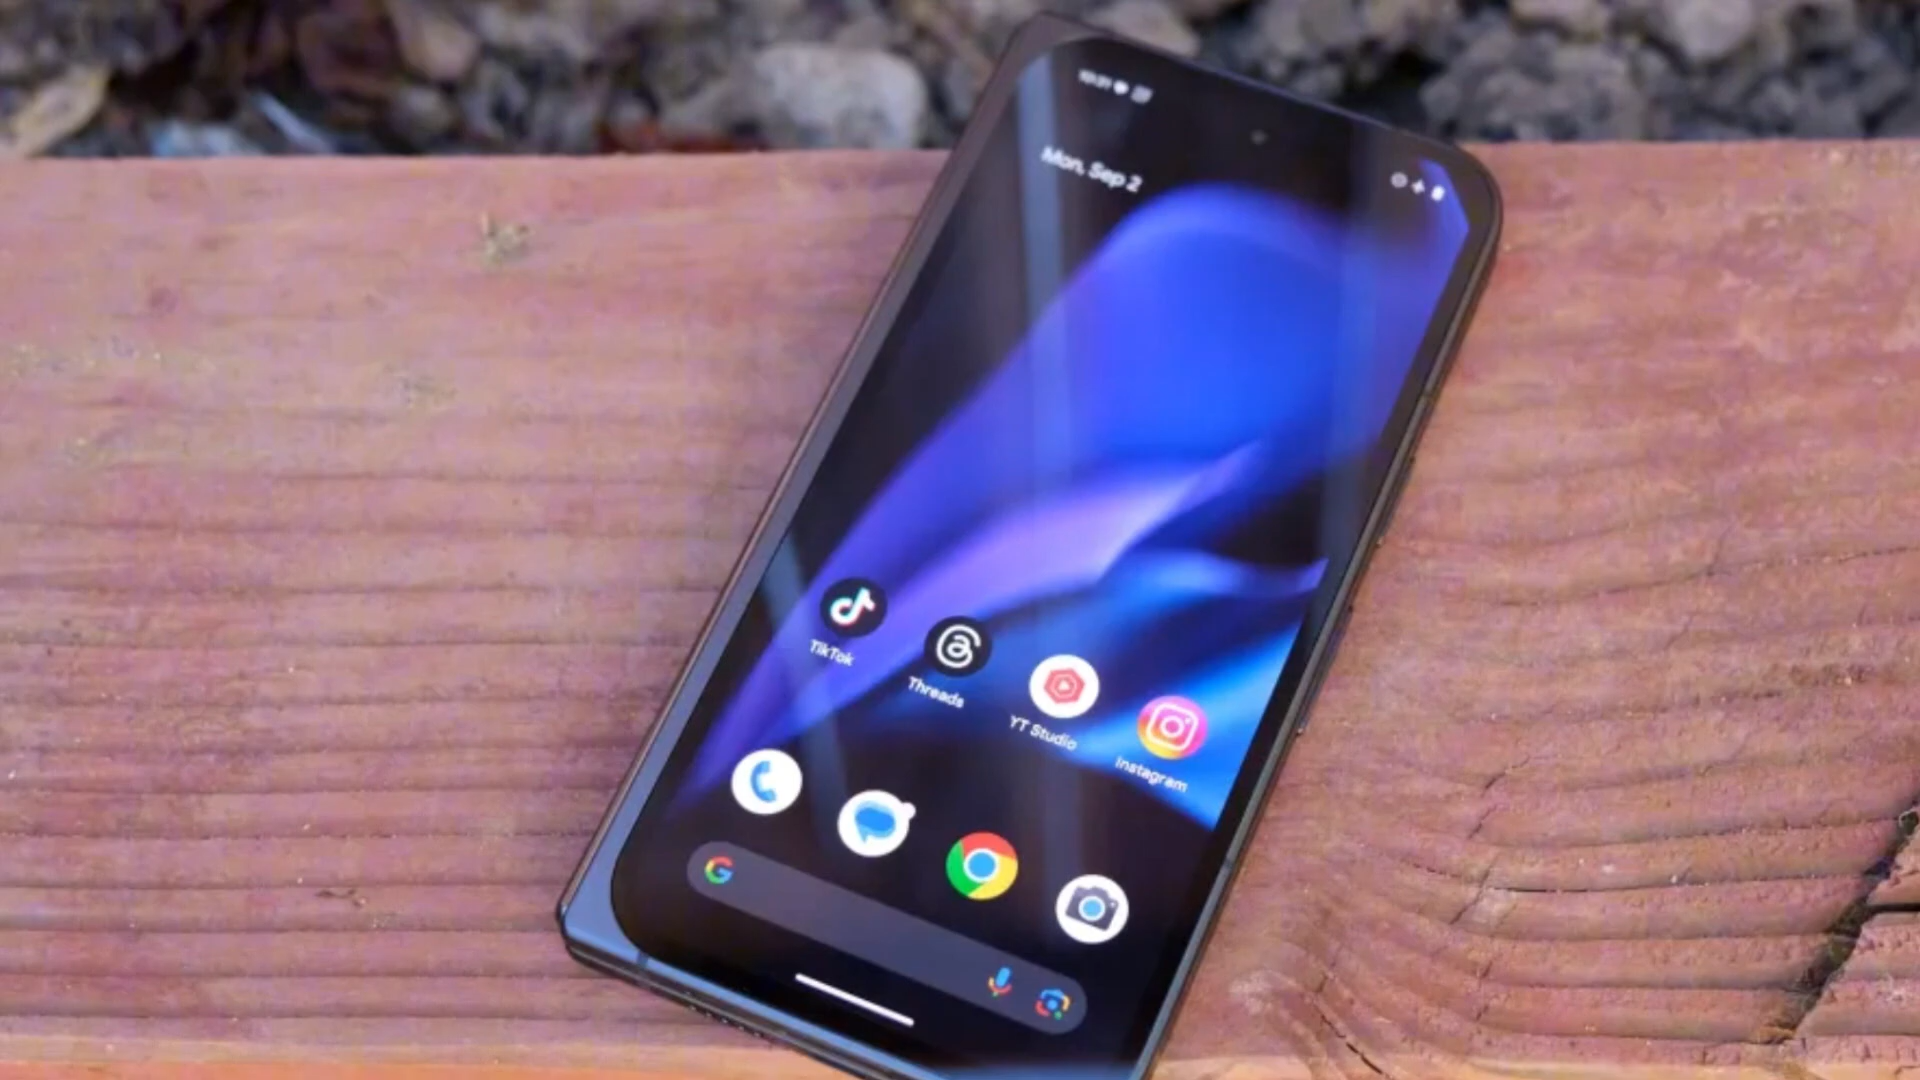 Mon, Sep 2
TikTok
Threads
YT Studio
Instagram
G